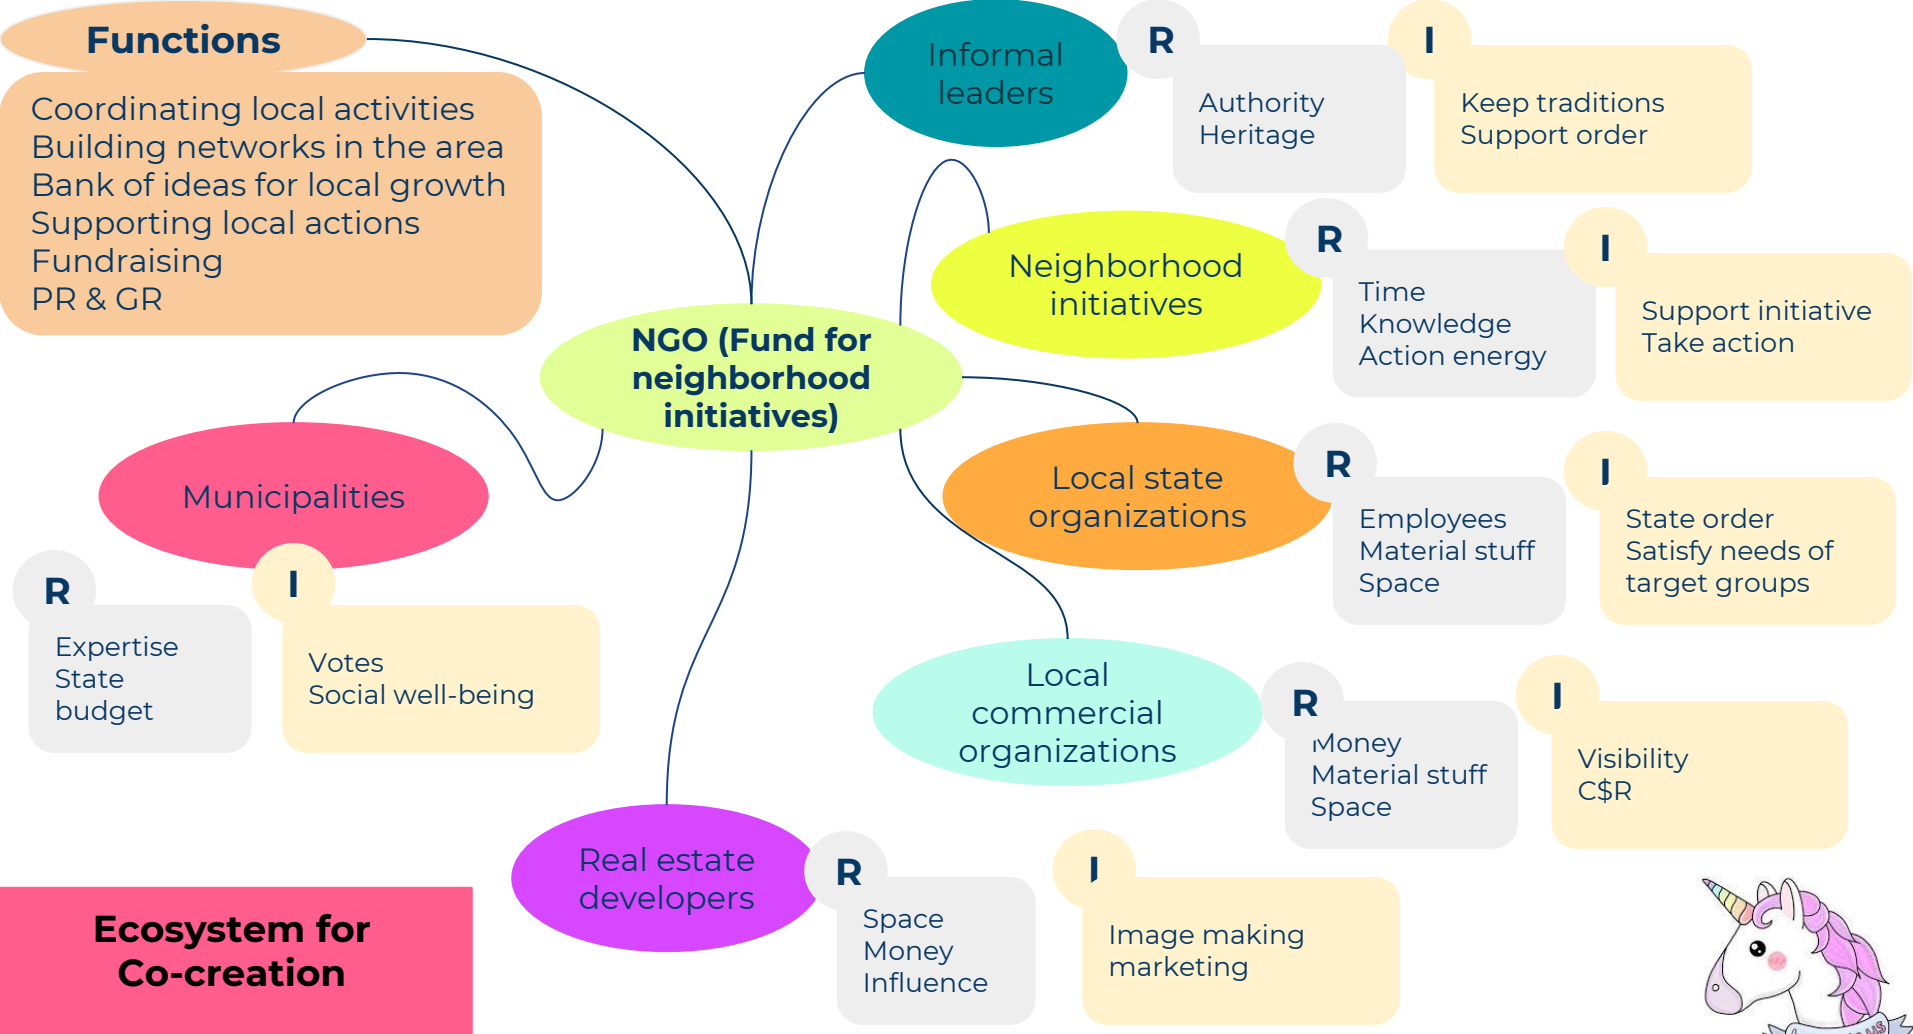 Functions
Coordinating local activities
Building networks in the area
Bank of ideas for local growth
Supporting local actions
Fundraising
PR & GR
NGO (Fund for
neighborhood
initiatives)
Informal
leaders
R
Authority
Heritage
I
Keep traditions
Support order
Neighborhood
initiatives
R
Time
Knowledge
Action energy
I
Support initiative
Take action
Local state
organizations
R
Employees
Material stuff
Space
I
State order
Satisfy needs of
target groups
Local
commercial
organizations
R
Money
Material stuff
Space
I
Visibility
C$R
Real estate
developers
R
Space
Money
Influence
I
Image making
marketing
Municipalities
R
Expertise
State
budget
I
Votes
Social well-being
Ecosystem for
Co-creation
us